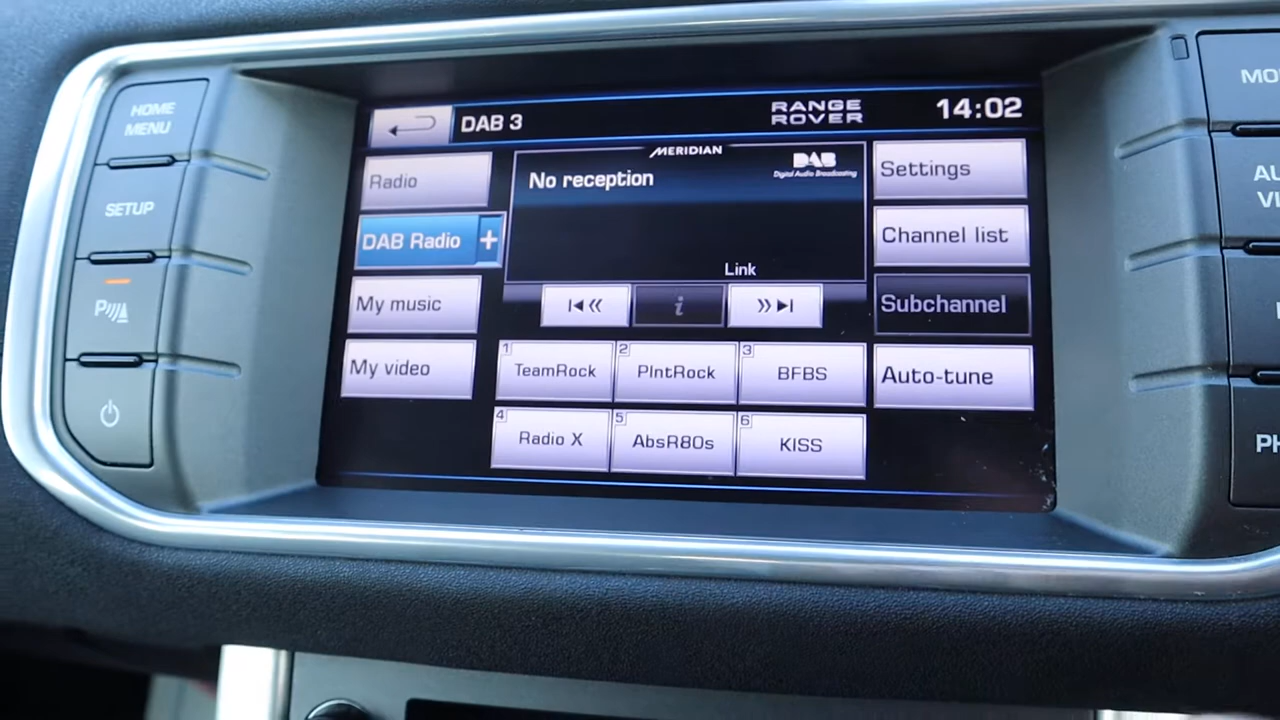 HOME
MENU
SETUP
P
DAB 3
RANGE
ROVER
14:02
Radio
DAB Radio +
My music
My video
MERIDIAN
DAB
Digital Audio Broadcasting
No reception
Link
i
1 TeamRock
2 PlntRock
3 BFBS
4 Radio X
5 AbsR80s
6 KISS
Settings
Channel list
Subchannel
Auto-tune